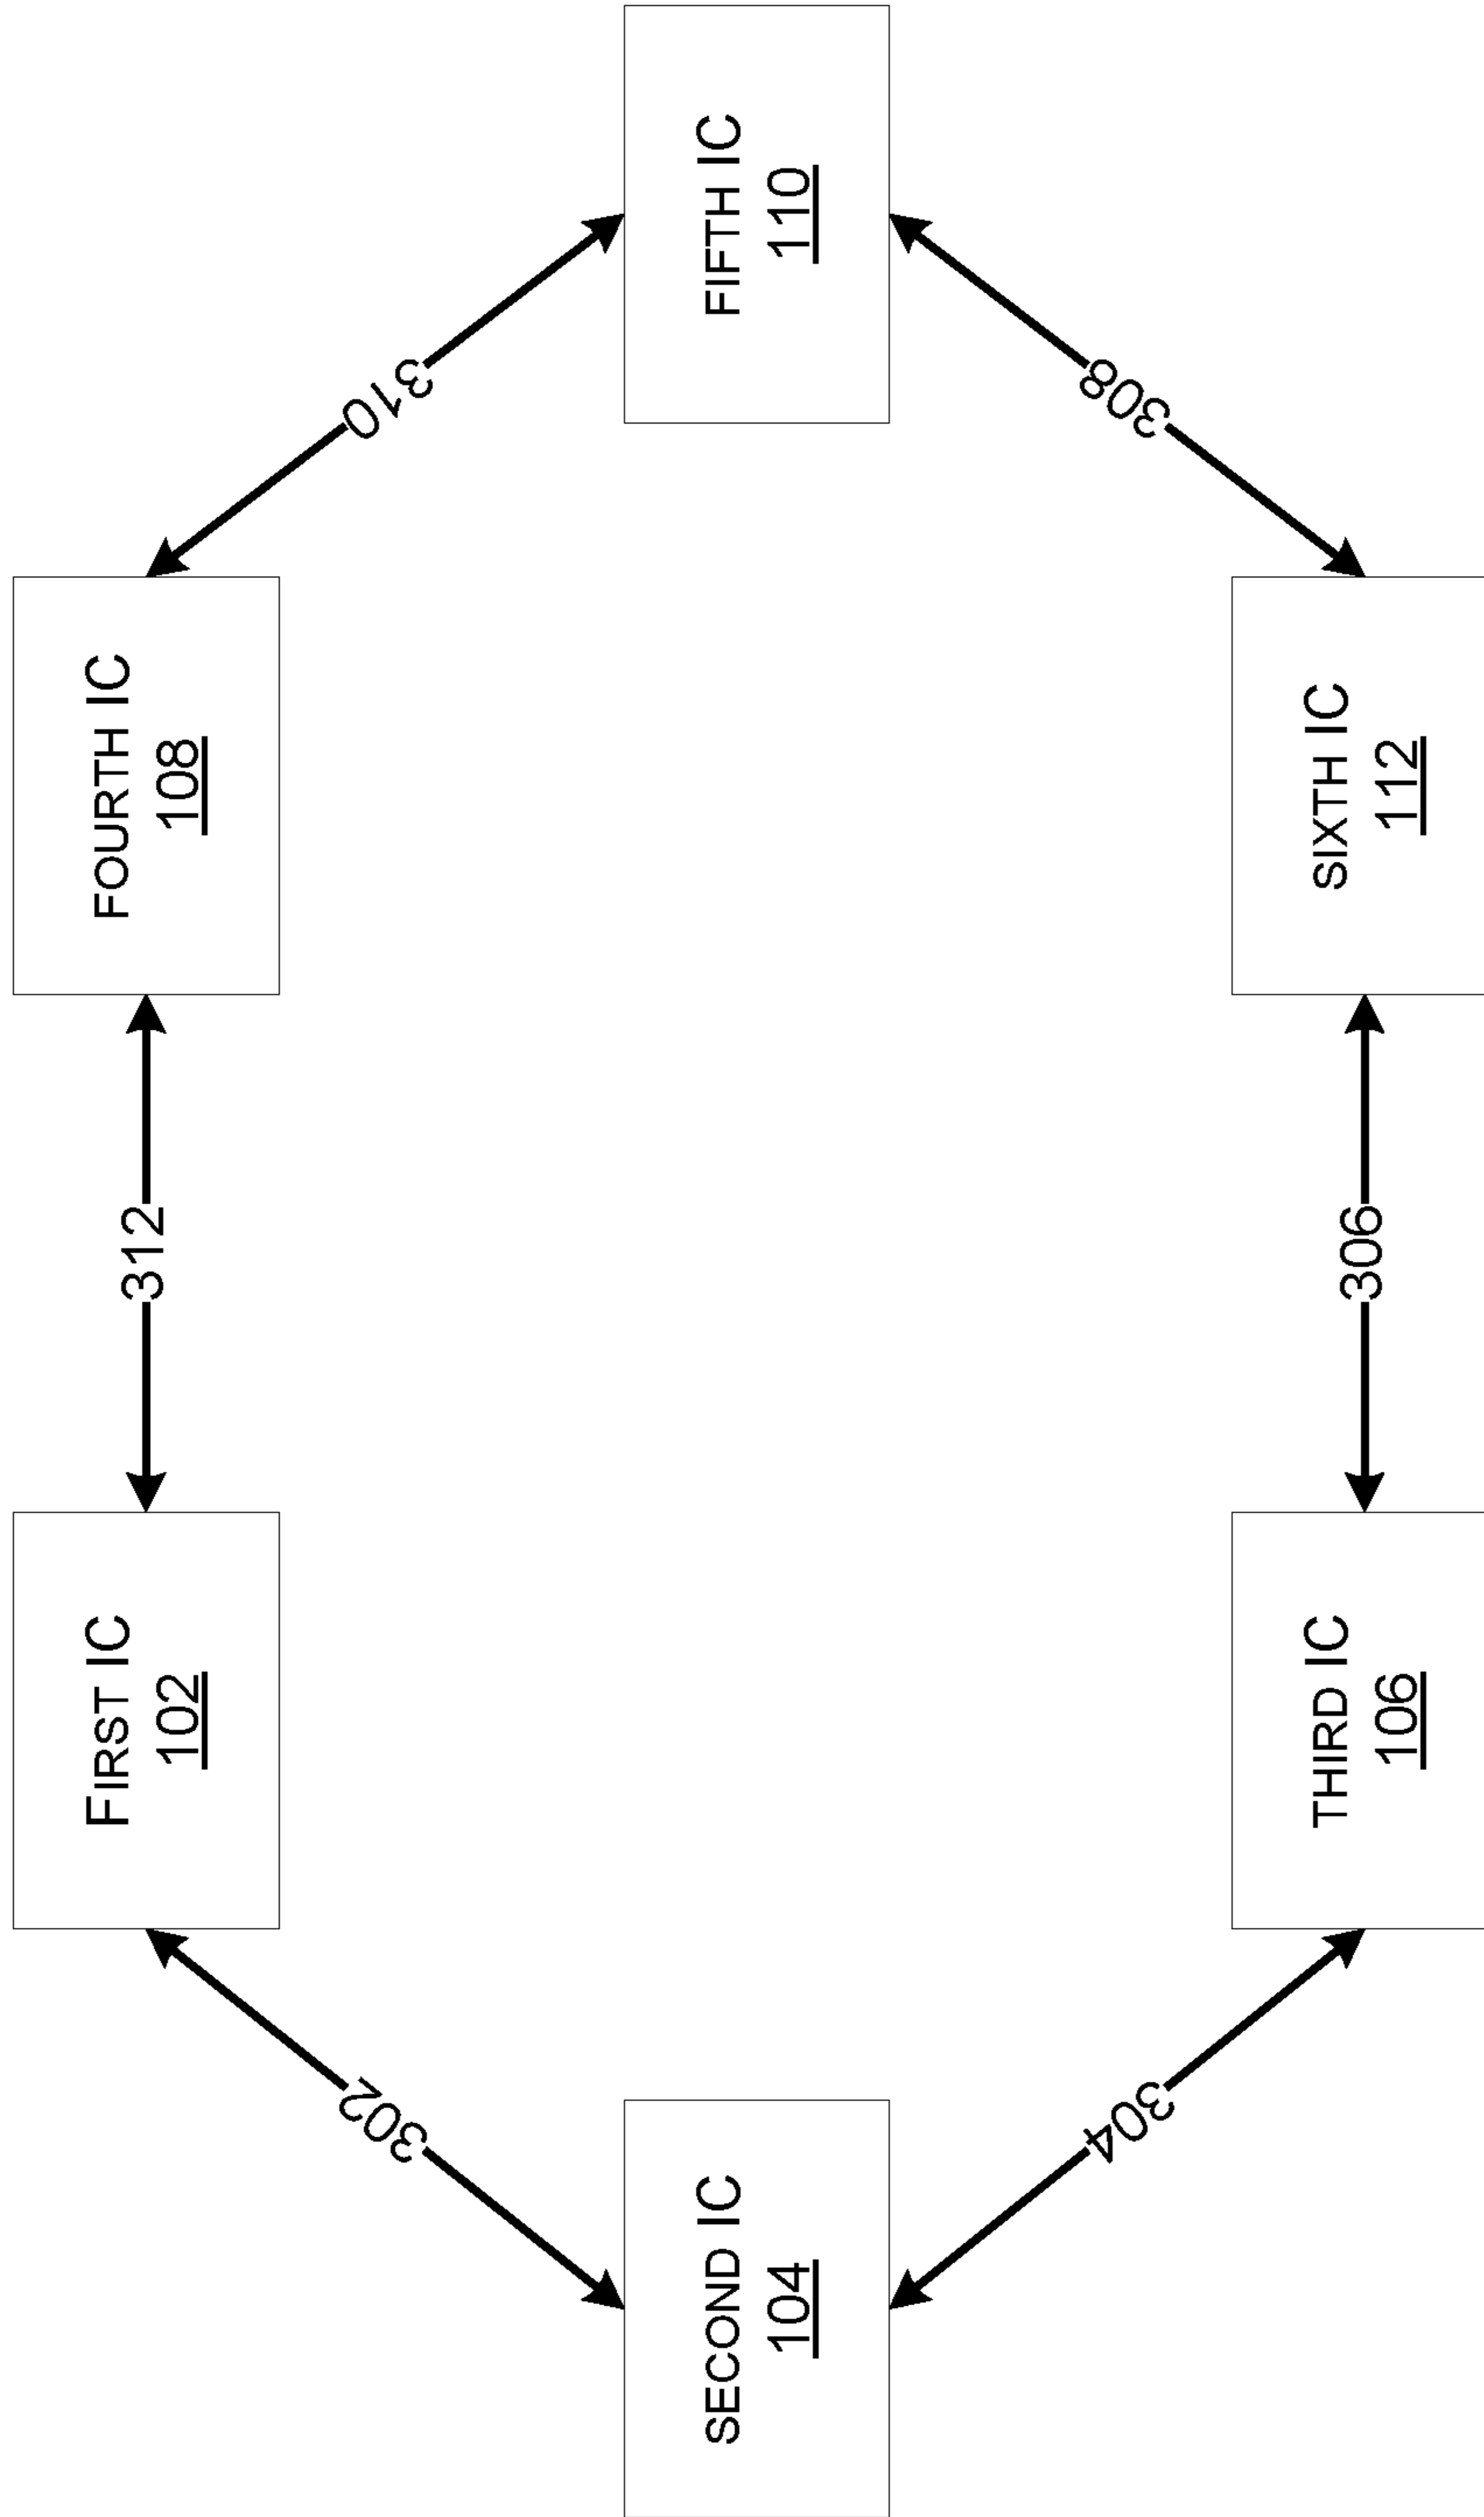 FIRST IC
102
312
FOURTH IC
108
302
310
SECOND IC
104
FIFTH IC
110
304
308
THIRD IC
106
306
SIXTH IC
112